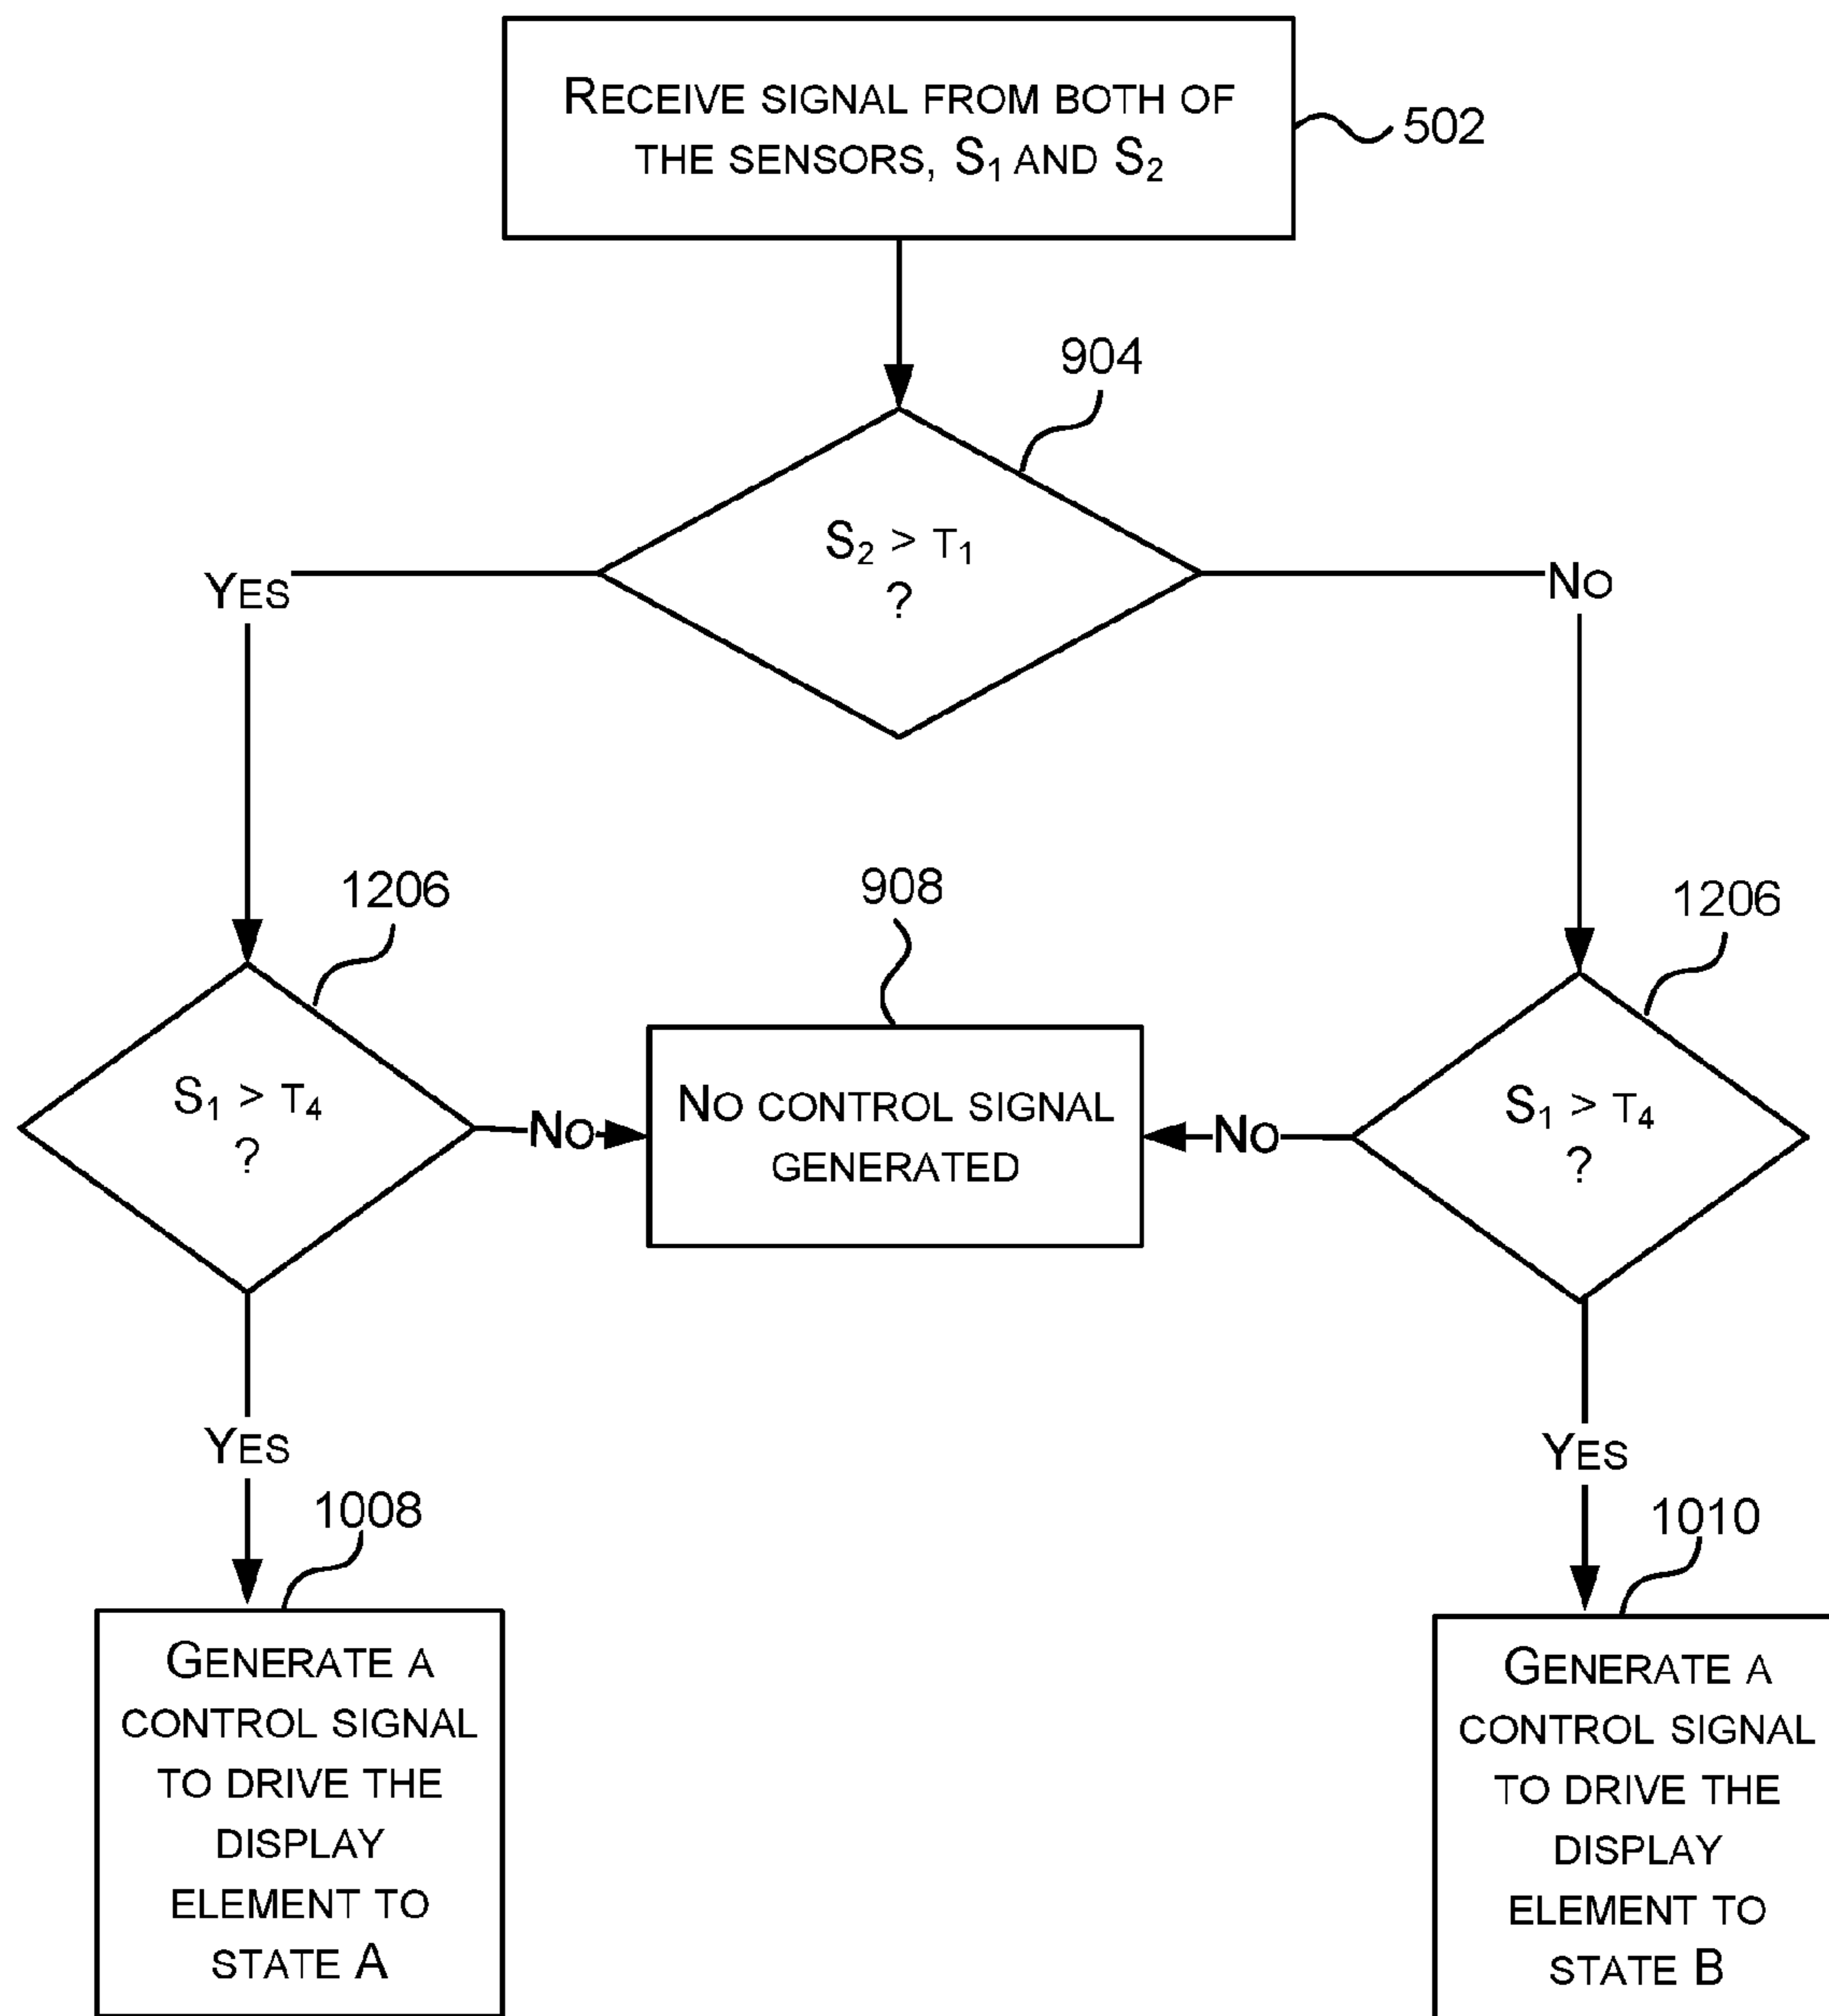 RECEIVE SIGNAL FROM BOTH OF
THE SENSORS, S₁ AND S₂
502
904
S₂ > T₁
?
YES
NO
1206
908
1206
S₁ > T₄
?
NO
NO CONTROL SIGNAL
GENERATED
NO
S₁ > T₄
?
YES
YES
1008
1010
GENERATE A
CONTROL SIGNAL
TO DRIVE THE
DISPLAY
ELEMENT TO
STATE A
GENERATE A
CONTROL SIGNAL
TO DRIVE THE
DISPLAY
ELEMENT TO
STATE B